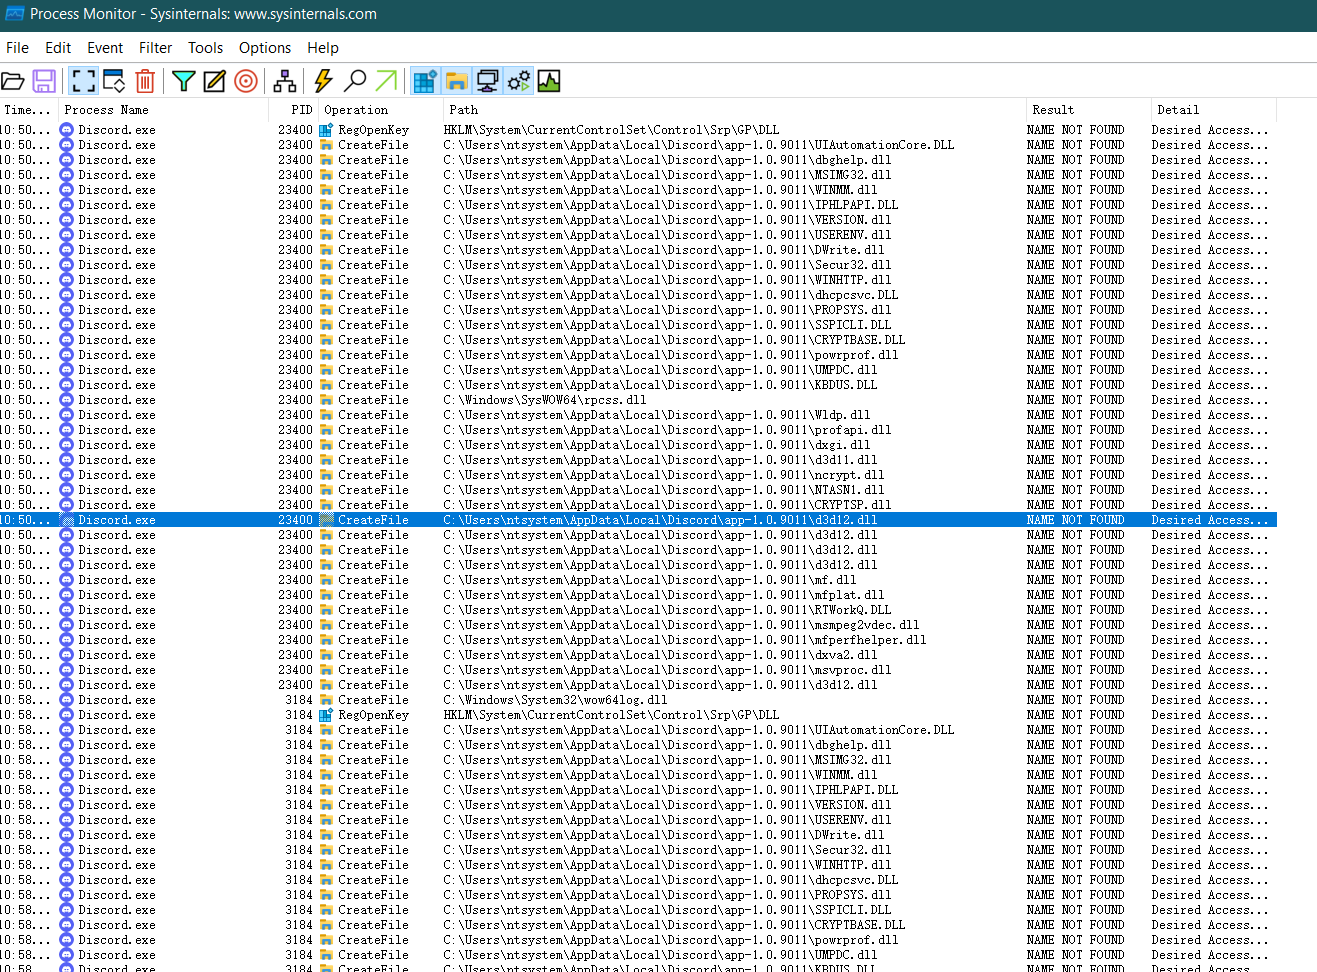 Process Monitor - Sysinternals: www.sysinternals.com
File Edit Event Filter Tools Options Help
Time... Process Name PID Operation Path Result Detail
10:50... Discord.exe 23400 RegOpenKey HKLM\System\CurrentControlSet\Control\Srp\GP\DLL NAME NOT FOUND Desired Access...
10:50... Discord.exe 23400 CreateFile C:\Users\ntsystem\AppData\Local\Discord\app-1.0.9011\UIAutomationCore.DLL NAME NOT FOUND Desired Access...
10:50... Discord.exe 23400 CreateFile C:\Users\ntsystem\AppData\Local\Discord\app-1.0.9011\dbghelp.dll NAME NOT FOUND Desired Access...
10:50... Discord.exe 23400 CreateFile C:\Users\ntsystem\AppData\Local\Discord\app-1.0.9011\MSIMG32.dll NAME NOT FOUND Desired Access...
10:50... Discord.exe 23400 CreateFile C:\Users\ntsystem\AppData\Local\Discord\app-1.0.9011\WINMM.dll NAME NOT FOUND Desired Access...
10:50... Discord.exe 23400 CreateFile C:\Users\ntsystem\AppData\Local\Discord\app-1.0.9011\IPHLPAPI.DLL NAME NOT FOUND Desired Access...
10:50... Discord.exe 23400 CreateFile C:\Users\ntsystem\AppData\Local\Discord\app-1.0.9011\VERSION.dll NAME NOT FOUND Desired Access...
10:50... Discord.exe 23400 CreateFile C:\Users\ntsystem\AppData\Local\Discord\app-1.0.9011\USERENV.dll NAME NOT FOUND Desired Access...
10:50... Discord.exe 23400 CreateFile C:\Users\ntsystem\AppData\Local\Discord\app-1.0.9011\DWrite.dll NAME NOT FOUND Desired Access...
10:50... Discord.exe 23400 CreateFile C:\Users\ntsystem\AppData\Local\Discord\app-1.0.9011\Secur32.dll NAME NOT FOUND Desired Access...
10:50... Discord.exe 23400 CreateFile C:\Users\ntsystem\AppData\Local\Discord\app-1.0.9011\WINHTTP.dll NAME NOT FOUND Desired Access...
10:50... Discord.exe 23400 CreateFile C:\Users\ntsystem\AppData\Local\Discord\app-1.0.9011\dhcpcsvc.DLL NAME NOT FOUND Desired Access...
10:50... Discord.exe 23400 CreateFile C:\Users\ntsystem\AppData\Local\Discord\app-1.0.9011\PROPSYS.dll NAME NOT FOUND Desired Access...
10:50... Discord.exe 23400 CreateFile C:\Users\ntsystem\AppData\Local\Discord\app-1.0.9011\SSPICLI.DLL NAME NOT FOUND Desired Access...
10:50... Discord.exe 23400 CreateFile C:\Users\ntsystem\AppData\Local\Discord\app-1.0.9011\CRYPTBASE.DLL NAME NOT FOUND Desired Access...
10:50... Discord.exe 23400 CreateFile C:\Users\ntsystem\AppData\Local\Discord\app-1.0.9011\powrprof.dll NAME NOT FOUND Desired Access...
10:50... Discord.exe 23400 CreateFile C:\Users\ntsystem\AppData\Local\Discord\app-1.0.9011\UMPDC.dll NAME NOT FOUND Desired Access...
10:50... Discord.exe 23400 CreateFile C:\Users\ntsystem\AppData\Local\Discord\app-1.0.9011\KBDUS.DLL NAME NOT FOUND Desired Access...
10:50... Discord.exe 23400 CreateFile C:\Windows\SysWOW64\rpcss.dll NAME NOT FOUND Desired Access...
10:50... Discord.exe 23400 CreateFile C:\Users\ntsystem\AppData\Local\Discord\app-1.0.9011\Wldp.dll NAME NOT FOUND Desired Access...
10:50... Discord.exe 23400 CreateFile C:\Users\ntsystem\AppData\Local\Discord\app-1.0.9011\profapi.dll NAME NOT FOUND Desired Access...
10:50... Discord.exe 23400 CreateFile C:\Users\ntsystem\AppData\Local\Discord\app-1.0.9011\dxgi.dll NAME NOT FOUND Desired Access...
10:50... Discord.exe 23400 CreateFile C:\Users\ntsystem\AppData\Local\Discord\app-1.0.9011\d3d11.dll NAME NOT FOUND Desired Access...
10:50... Discord.exe 23400 CreateFile C:\Users\ntsystem\AppData\Local\Discord\app-1.0.9011\ncrypt.dll NAME NOT FOUND Desired Access...
10:50... Discord.exe 23400 CreateFile C:\Users\ntsystem\AppData\Local\Discord\app-1.0.9011\NTASN1.dll NAME NOT FOUND Desired Access...
10:50... Discord.exe 23400 CreateFile C:\Users\ntsystem\AppData\Local\Discord\app-1.0.9011\CRYPTSP.dll NAME NOT FOUND Desired Access...
10:50... Discord.exe 23400 CreateFile C:\Users\ntsystem\AppData\Local\Discord\app-1.0.9011\d3d12.dll NAME NOT FOUND Desired Access...
10:50... Discord.exe 23400 CreateFile C:\Users\ntsystem\AppData\Local\Discord\app-1.0.9011\d3d12.dll NAME NOT FOUND Desired Access...
10:50... Discord.exe 23400 CreateFile C:\Users\ntsystem\AppData\Local\Discord\app-1.0.9011\d3d12.dll NAME NOT FOUND Desired Access...
10:50... Discord.exe 23400 CreateFile C:\Users\ntsystem\AppData\Local\Discord\app-1.0.9011\d3d12.dll NAME NOT FOUND Desired Access...
10:50... Discord.exe 23400 CreateFile C:\Users\ntsystem\AppData\Local\Discord\app-1.0.9011\mf.dll NAME NOT FOUND Desired Access...
10:50... Discord.exe 23400 CreateFile C:\Users\ntsystem\AppData\Local\Discord\app-1.0.9011\mfplat.dll NAME NOT FOUND Desired Access...
10:50... Discord.exe 23400 CreateFile C:\Users\ntsystem\AppData\Local\Discord\app-1.0.9011\RTWorkQ.DLL NAME NOT FOUND Desired Access...
10:50... Discord.exe 23400 CreateFile C:\Users\ntsystem\AppData\Local\Discord\app-1.0.9011\msmpeg2vdec.dll NAME NOT FOUND Desired Access...
10:50... Discord.exe 23400 CreateFile C:\Users\ntsystem\AppData\Local\Discord\app-1.0.9011\mfperfhelper.dll NAME NOT FOUND Desired Access...
10:50... Discord.exe 23400 CreateFile C:\Users\ntsystem\AppData\Local\Discord\app-1.0.9011\dxva2.dll NAME NOT FOUND Desired Access...
10:50... Discord.exe 23400 CreateFile C:\Users\ntsystem\AppData\Local\Discord\app-1.0.9011\msvproc.dll NAME NOT FOUND Desired Access...
10:50... Discord.exe 23400 CreateFile C:\Users\ntsystem\AppData\Local\Discord\app-1.0.9011\d3d12.dll NAME NOT FOUND Desired Access...
10:58... Discord.exe 3184 CreateFile C:\Windows\System32\wow64log.dll NAME NOT FOUND Desired Access...
10:58... Discord.exe 3184 RegOpenKey HKLM\System\CurrentControlSet\Control\Srp\GP\DLL NAME NOT FOUND Desired Access...
10:58... Discord.exe 3184 CreateFile C:\Users\ntsystem\AppData\Local\Discord\app-1.0.9011\UIAutomationCore.DLL NAME NOT FOUND Desired Access...
10:58... Discord.exe 3184 CreateFile C:\Users\ntsystem\AppData\Local\Discord\app-1.0.9011\dbghelp.dll NAME NOT FOUND Desired Access...
10:58... Discord.exe 3184 CreateFile C:\Users\ntsystem\AppData\Local\Discord\app-1.0.9011\MSIMG32.dll NAME NOT FOUND Desired Access...
10:58... Discord.exe 3184 CreateFile C:\Users\ntsystem\AppData\Local\Discord\app-1.0.9011\WINMM.dll NAME NOT FOUND Desired Access...
10:58... Discord.exe 3184 CreateFile C:\Users\ntsystem\AppData\Local\Discord\app-1.0.9011\IPHLPAPI.DLL NAME NOT FOUND Desired Access...
10:58... Discord.exe 3184 CreateFile C:\Users\ntsystem\AppData\Local\Discord\app-1.0.9011\VERSION.dll NAME NOT FOUND Desired Access...
10:58... Discord.exe 3184 CreateFile C:\Users\ntsystem\AppData\Local\Discord\app-1.0.9011\USERENV.dll NAME NOT FOUND Desired Access...
10:58... Discord.exe 3184 CreateFile C:\Users\ntsystem\AppData\Local\Discord\app-1.0.9011\DWrite.dll NAME NOT FOUND Desired Access...
10:58... Discord.exe 3184 CreateFile C:\Users\ntsystem\AppData\Local\Discord\app-1.0.9011\Secur32.dll NAME NOT FOUND Desired Access...
10:58... Discord.exe 3184 CreateFile C:\Users\ntsystem\AppData\Local\Discord\app-1.0.9011\WINHTTP.dll NAME NOT FOUND Desired Access...
10:58... Discord.exe 3184 CreateFile C:\Users\ntsystem\AppData\Local\Discord\app-1.0.9011\dhcpcsvc.DLL NAME NOT FOUND Desired Access...
10:58... Discord.exe 3184 CreateFile C:\Users\ntsystem\AppData\Local\Discord\app-1.0.9011\PROPSYS.dll NAME NOT FOUND Desired Access...
10:58... Discord.exe 3184 CreateFile C:\Users\ntsystem\AppData\Local\Discord\app-1.0.9011\SSPICLI.DLL NAME NOT FOUND Desired Access...
10:58... Discord.exe 3184 CreateFile C:\Users\ntsystem\AppData\Local\Discord\app-1.0.9011\CRYPTBASE.DLL NAME NOT FOUND Desired Access...
10:58... Discord.exe 3184 CreateFile C:\Users\ntsystem\AppData\Local\Discord\app-1.0.9011\powrprof.dll NAME NOT FOUND Desired Access...
10:58... Discord.exe 3184 CreateFile C:\Users\ntsystem\AppData\Local\Discord\app-1.0.9011\UMPDC.dll NAME NOT FOUND Desired Access...
10:58... Discord.exe 3184 CreateFile C:\Users\ntsystem\AppData\Local\Discord\app-1.0.9011\KBDUS.DLL NAME NOT FOUND Desired Access...